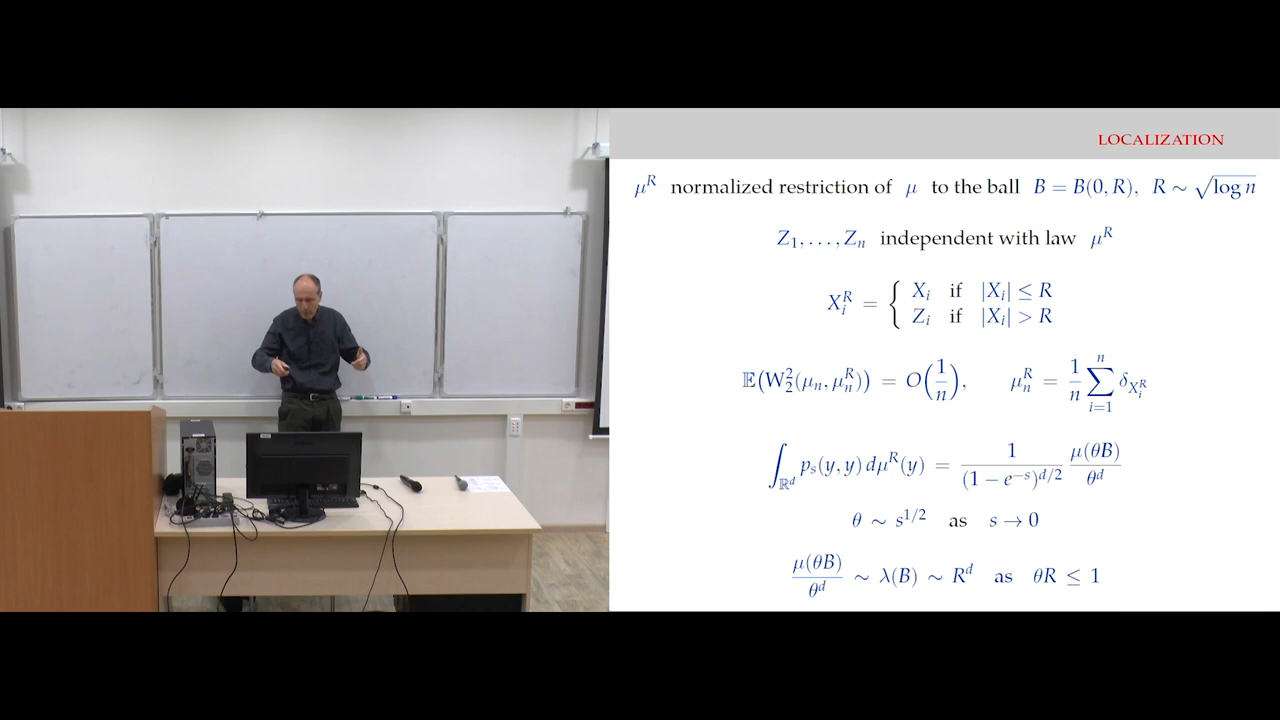 LOCALIZATION
μ^R normalized restriction of μ to the ball B = B(0, R), R ∼ √(log n)
Z_1, . . . , Z_n independent with law μ^R
X_i^R = { X_i if |X_i| ≤ R
Z_i if |X_i| > R
𝔼(W_2^2(μ_n, μ_n^R)) = O(1/n), μ_n^R = 1/n ∑_{i=1}^n δ_{X_i^R}
∫_{ℝ^d} p_s(y, y) dμ^R(y) = 1/(1 − e^{−s})^{d/2} μ(θB)/θ^d
θ ∼ s^{1/2} as s → 0
μ(θB)/θ^d ∼ λ(B) ∼ R^d as θR ≤ 1